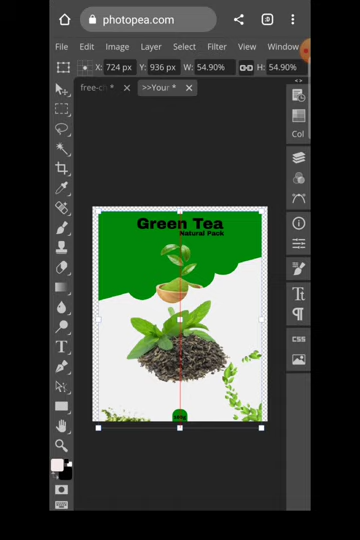 photopea.com
:D
File Edit Image Layer Select Filter View Window
X: 724 px Y: 936 px W: 54.90% H: 54.90%
free-ch * >>Your *
< >
Col
Green Tea
Natural Pack
CSS